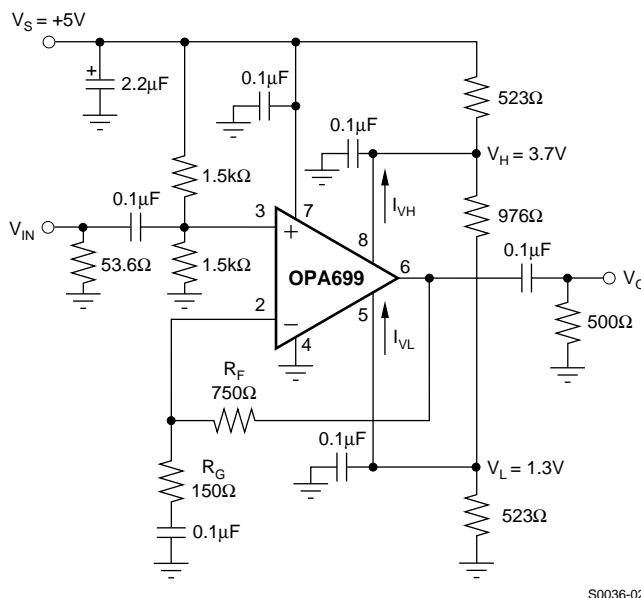 V_S = +5V
2.2μF
+
0.1μF
523Ω
0.1μF
V_H = 3.7V
1.5kΩ
I_VH
976Ω
0.1μF
V_IN
3
7
8
53.6Ω
1.5kΩ
+
OPA699
6
0.1μF
V_O
2
−
5
4
I_VL
500Ω
R_F
750Ω
0.1μF
V_L = 1.3V
R_G
150Ω
523Ω
0.1μF
S0036-02